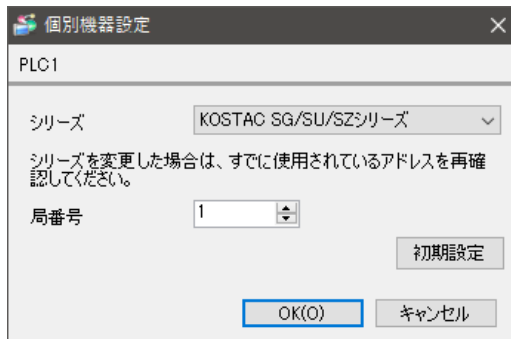 個別機器設定
PLC1
シリーズ KOSTAC SG/SU/SZシリーズ
シリーズを変更した場合は、すでに使用されているアドレスを再確
認してください。
局番号 1
初期設定
OK(O) キャンセル